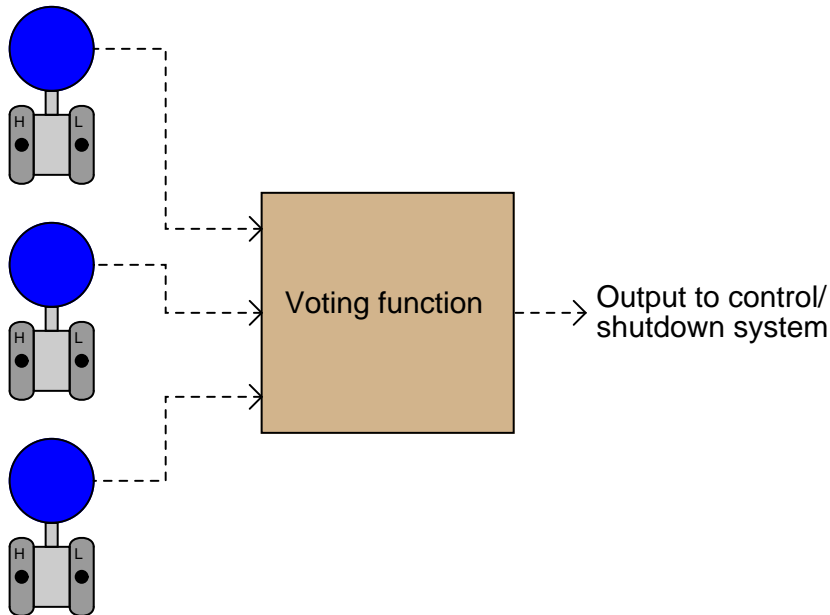 H L
H L
Voting function
Output to control/
shutdown system
H L